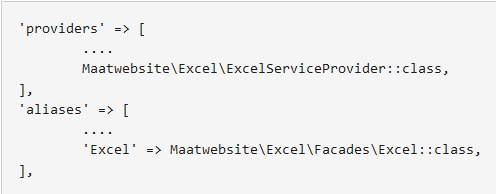 'providers' => [
        ....
        Maatwebsite\Excel\ExcelServiceProvider::class,
],
'aliases' => [
        ....
        'Excel' => Maatwebsite\Excel\Facades\Excel::class,
],